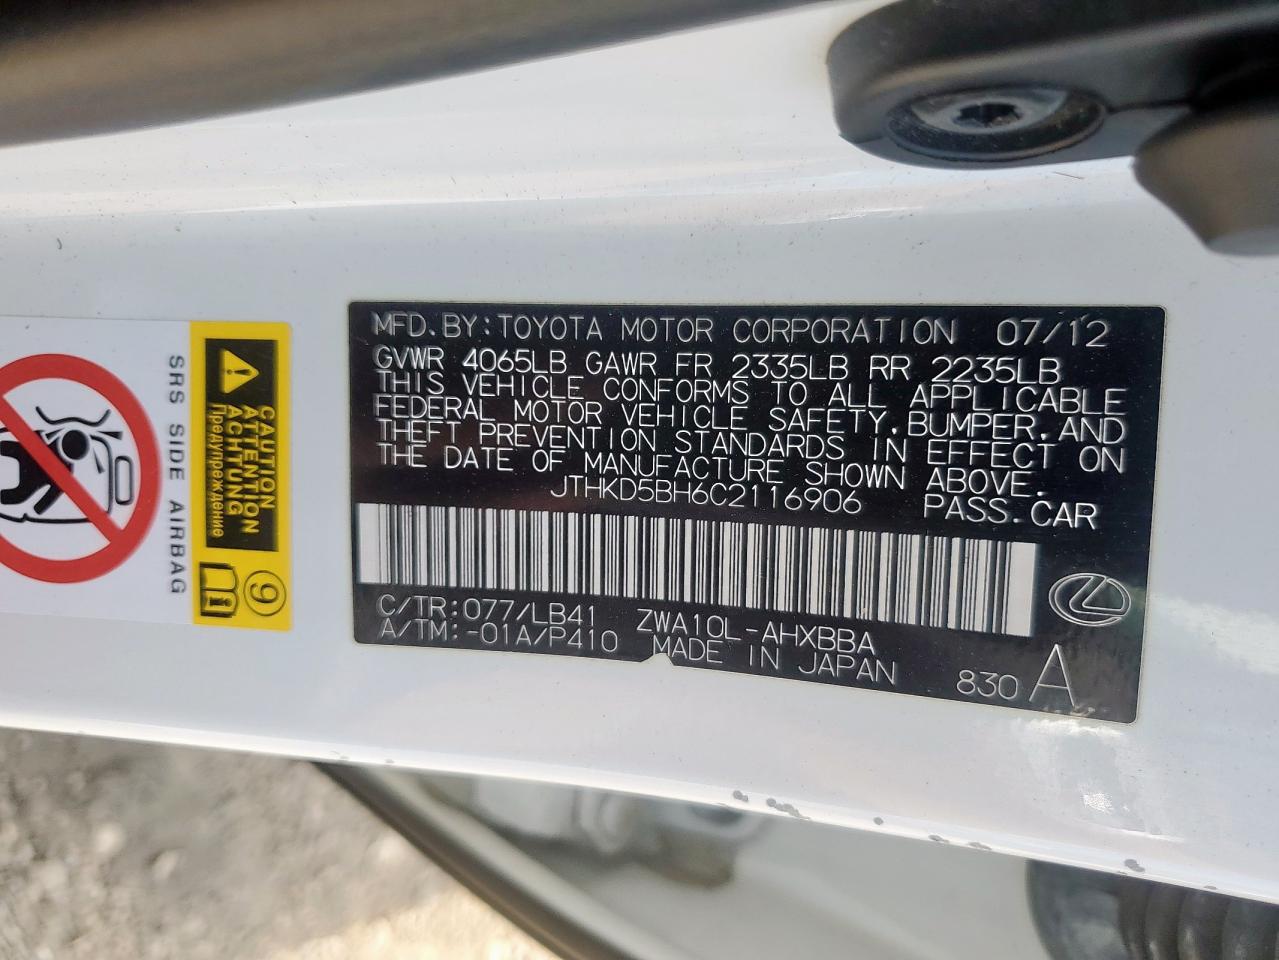 MFD.BY:TOYOTA MOTOR CORPORATION 07/12
GVWR 4065LB GAWR FR 2335LB RR 2235LB
THIS VEHICLE CONFORMS TO ALL APPLICABLE
FEDERAL MOTOR VEHICLE SAFETY,BUMPER,AND
THEFT PREVENTION STANDARDS IN EFFECT ON
THE DATE OF MANUFACTURE SHOWN ABOVE.
JTHKD5BH6C2116906 PASS.CAR
C/TR:077/LB41 ZWA10L-AHXBBA
A/TM:-01A/P410 MADE IN JAPAN 830 A
CAUTION
ATTENTION
ACHTUNG
Предупреждение
9
SRS SIDE AIRBAG